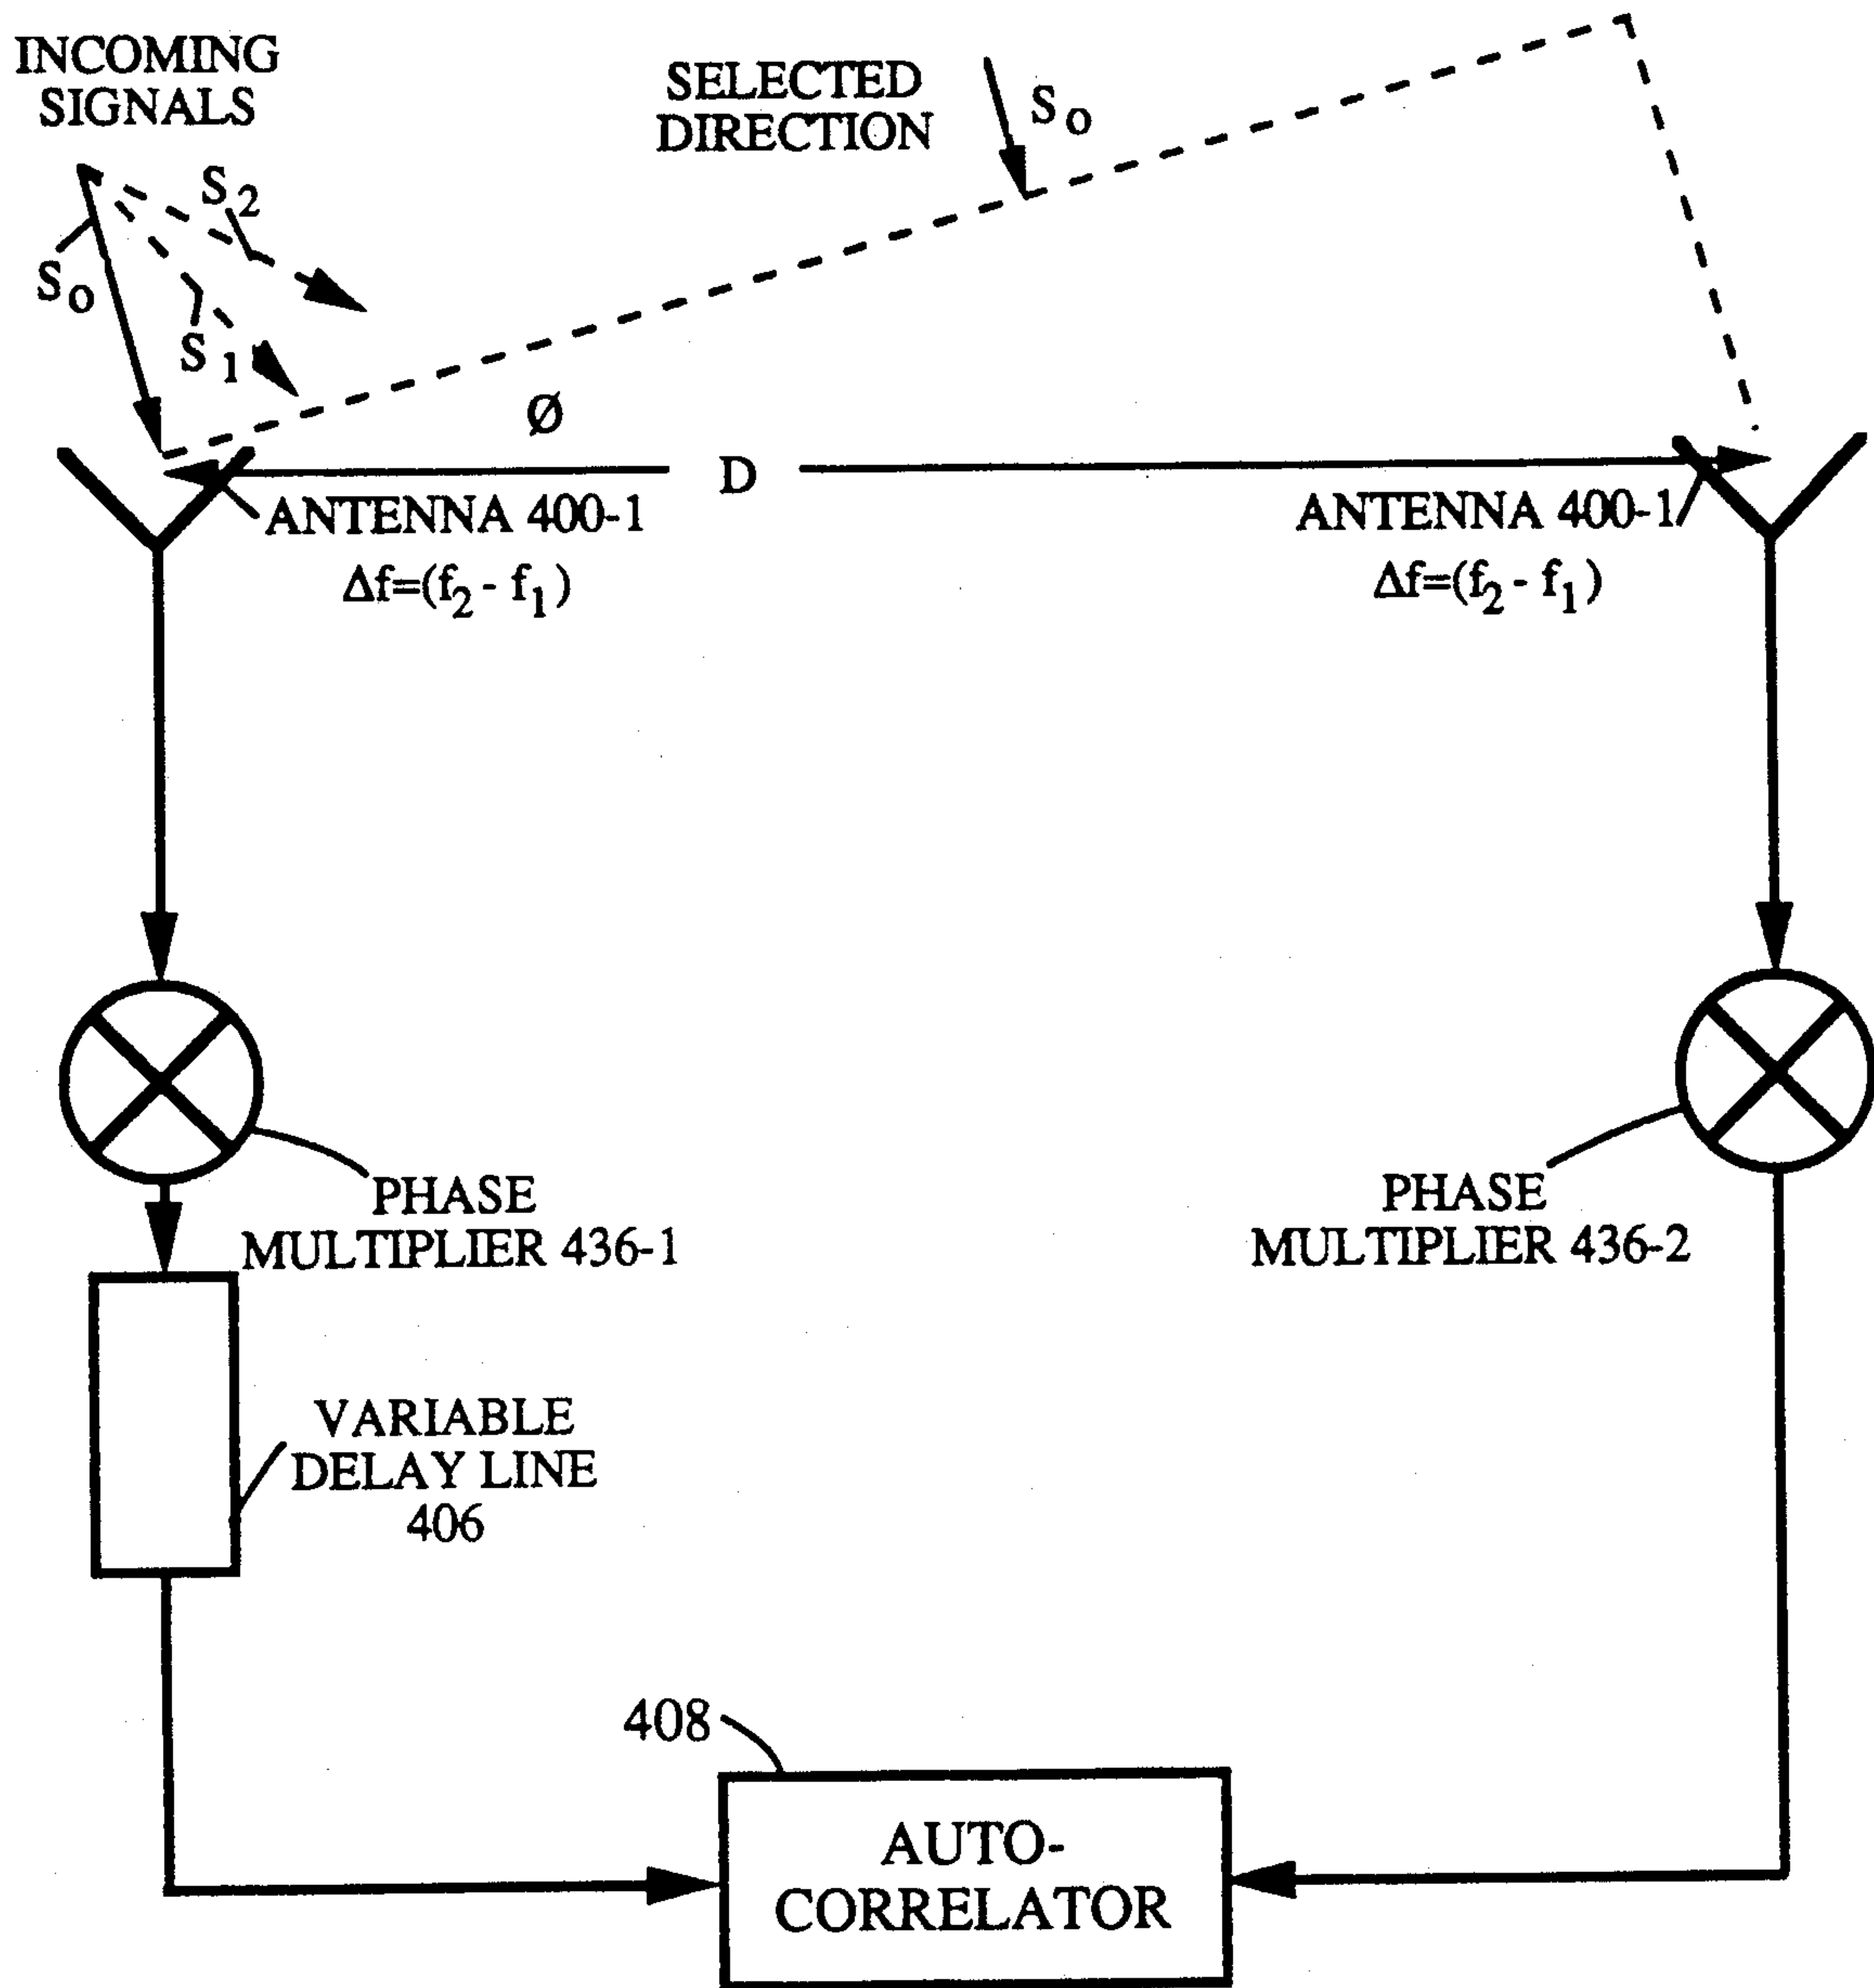 INCOMING
SIGNALS
SELECTED
DIRECTION
S₀
S₂
S₀
S₁
Ø
D
ANTENNA 400-1
Δf=(f₂ - f₁)
ANTENNA 400-1
Δf=(f₂ - f₁)
PHASE
MULTIPLIER 436-1
PHASE
MULTIPLIER 436-2
VARIABLE
DELAY LINE
406
408
AUTO-
CORRELATOR